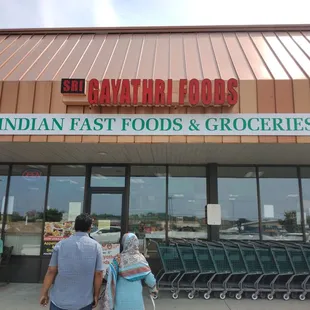 SRI GAYATHRI FOODS
INDIAN FAST FOODS & GROCERIES